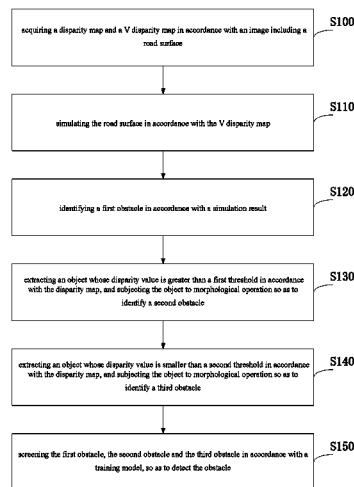 S100
acquiring a disparity map and a V disparity map in accordance with an image including a
road surface
S110
simulating the road surface in accordance with the V disparity map
S120
identifying a first obstacle in accordance with a simulation result
S130
extracting an object whose disparity value is greater than a first threshold in accordance
with the disparity map, and subjecting the object to morphological operation so as to
identify a second obstacle
S140
extracting an object whose disparity value is smaller than a second threshold in accordance
with the disparity map, and subjecting the object to morphological operation so as to
identify a third obstacle
S150
screening the first obstacle, the second obstacle and the third obstacle in accordance with a
training model, so as to detect the obstacle